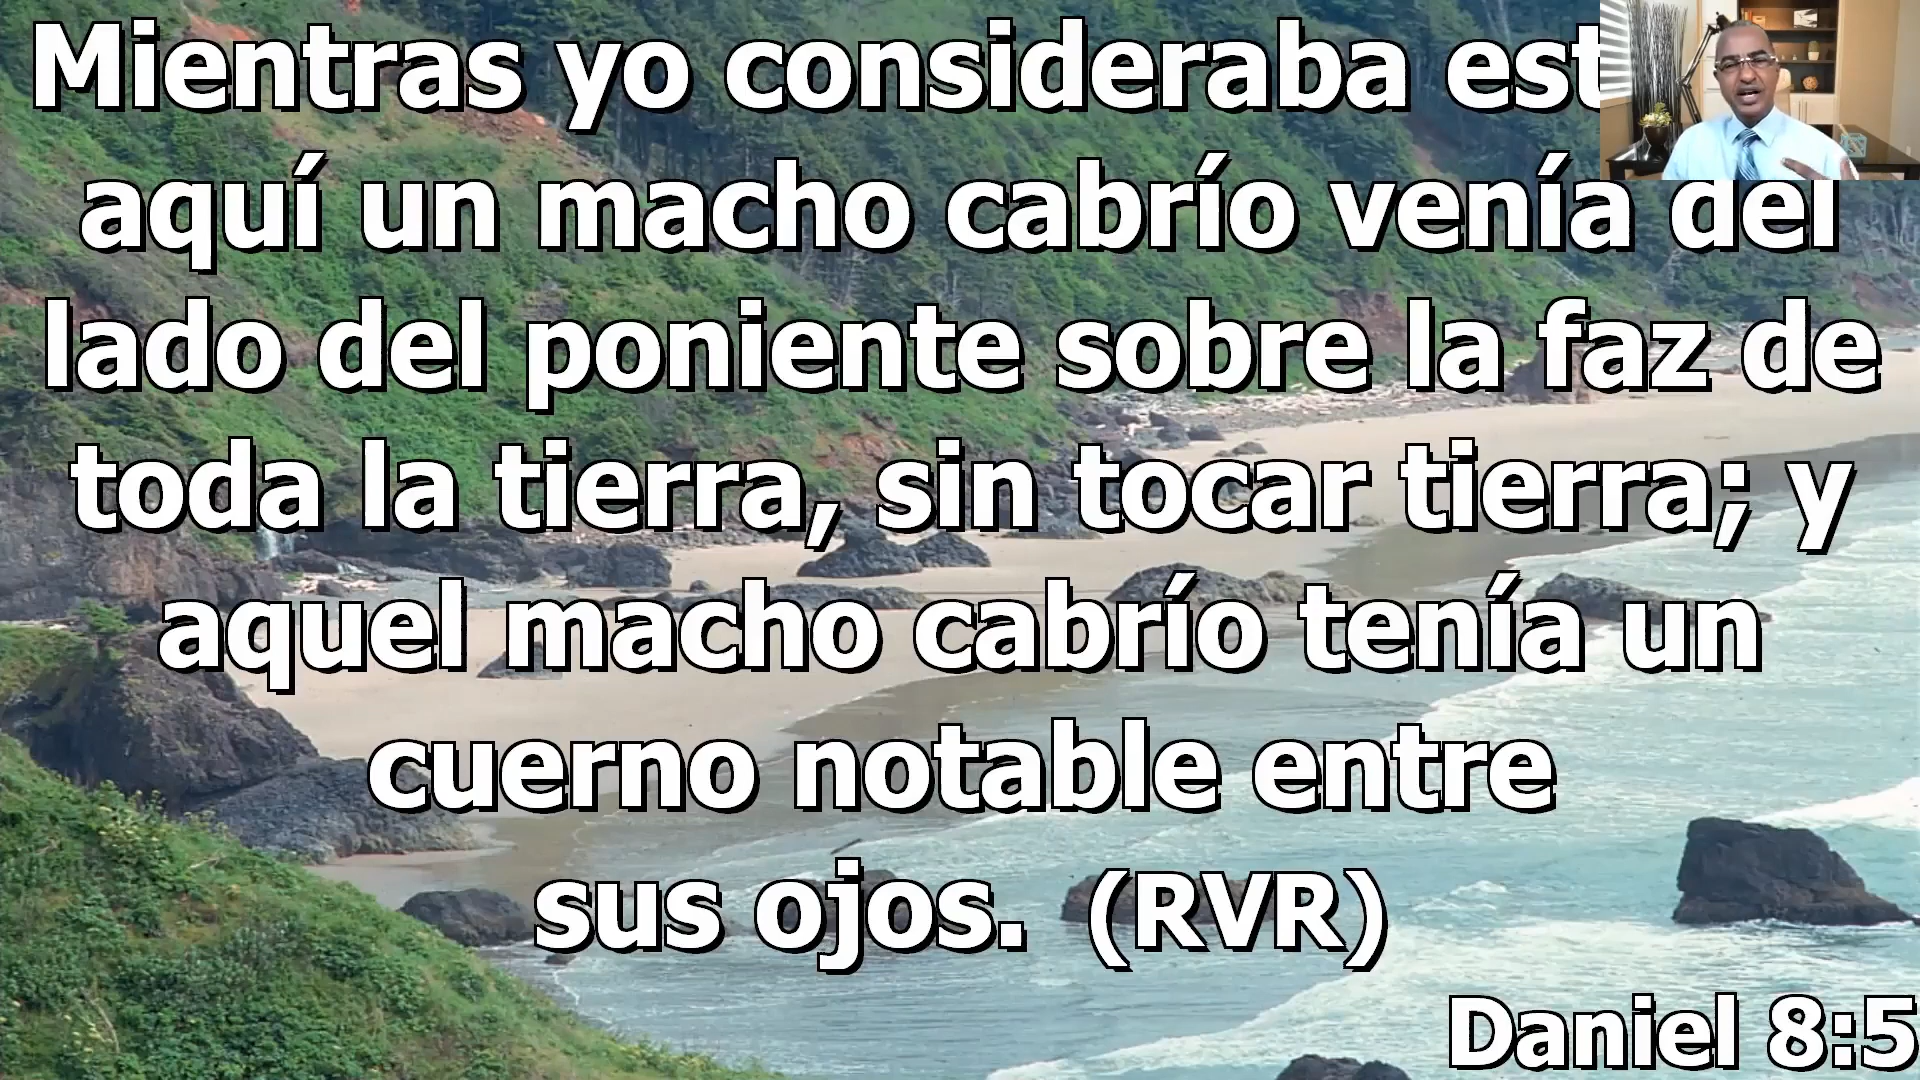 Mientras yo consideraba
aquí un macho cabrío venía del
lado del poniente sobre la faz de
toda la tierra, sin tocar tierra; y
aquel macho cabrío tenía un
cuerno notable entre
sus ojos. (RVR)
Daniel 8:5